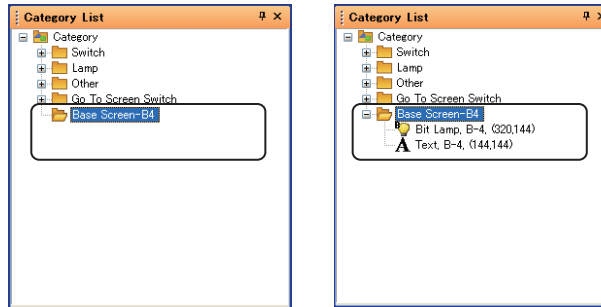 Category List
Category
Switch
Lamp
Other
Go To Screen Switch
Base Screen-B4
Category List
Category
Switch
Lamp
Other
Go To Screen Switch
Base Screen-B4
Bit Lamp, B-4, (320,144)
A Text, B-4, (144,144)